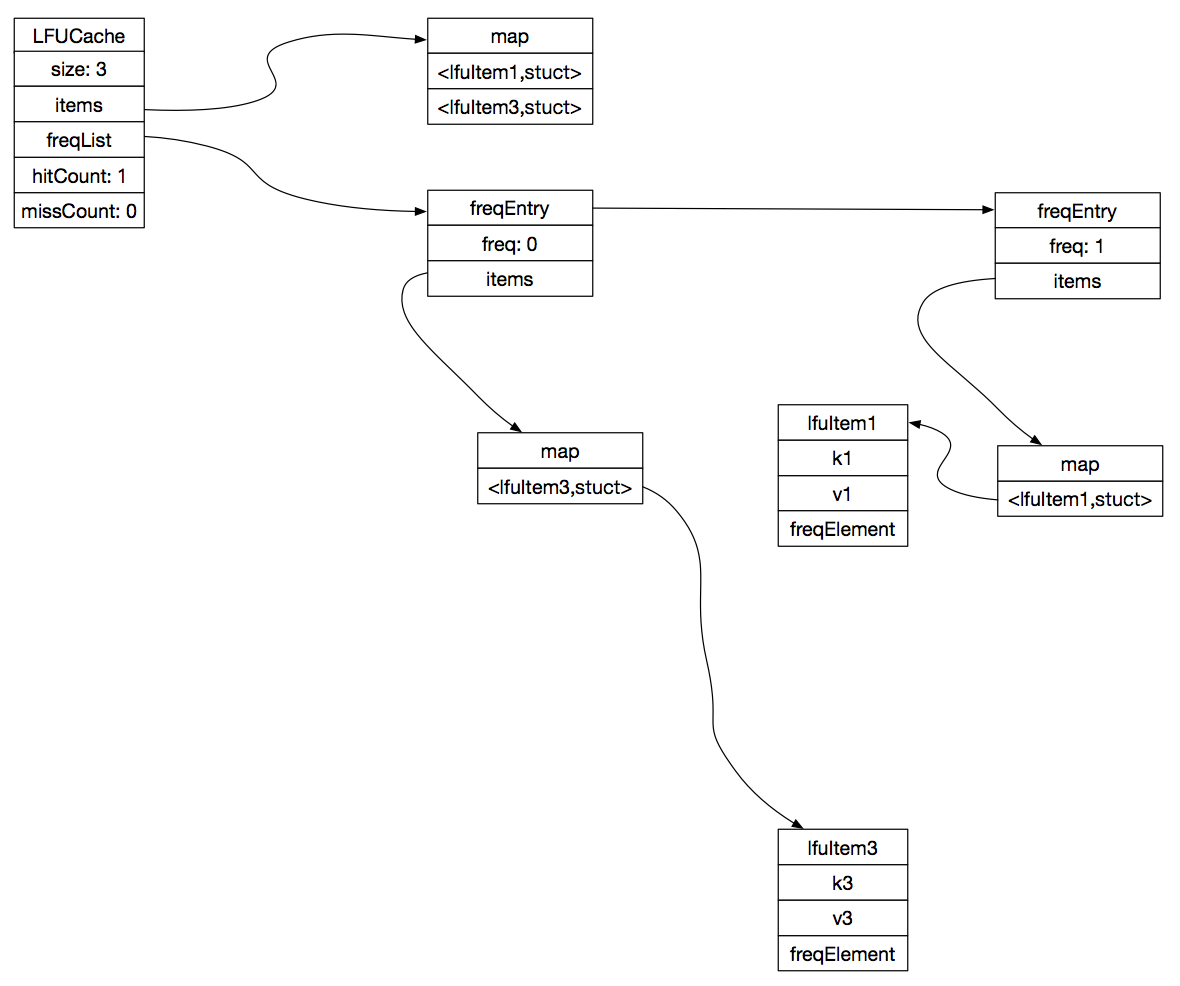 LFUCache
size: 3
items
freqList
hitCount: 1
missCount: 0
map
<lfuItem1,stuct>
<lfuItem3,stuct>
freqEntry
freq: 0
items
freqEntry
freq: 1
items
map
<lfuItem3,stuct>
lfuItem1
k1
v1
freqElement
map
<lfuItem1,stuct>
lfuItem3
k3
v3
freqElement